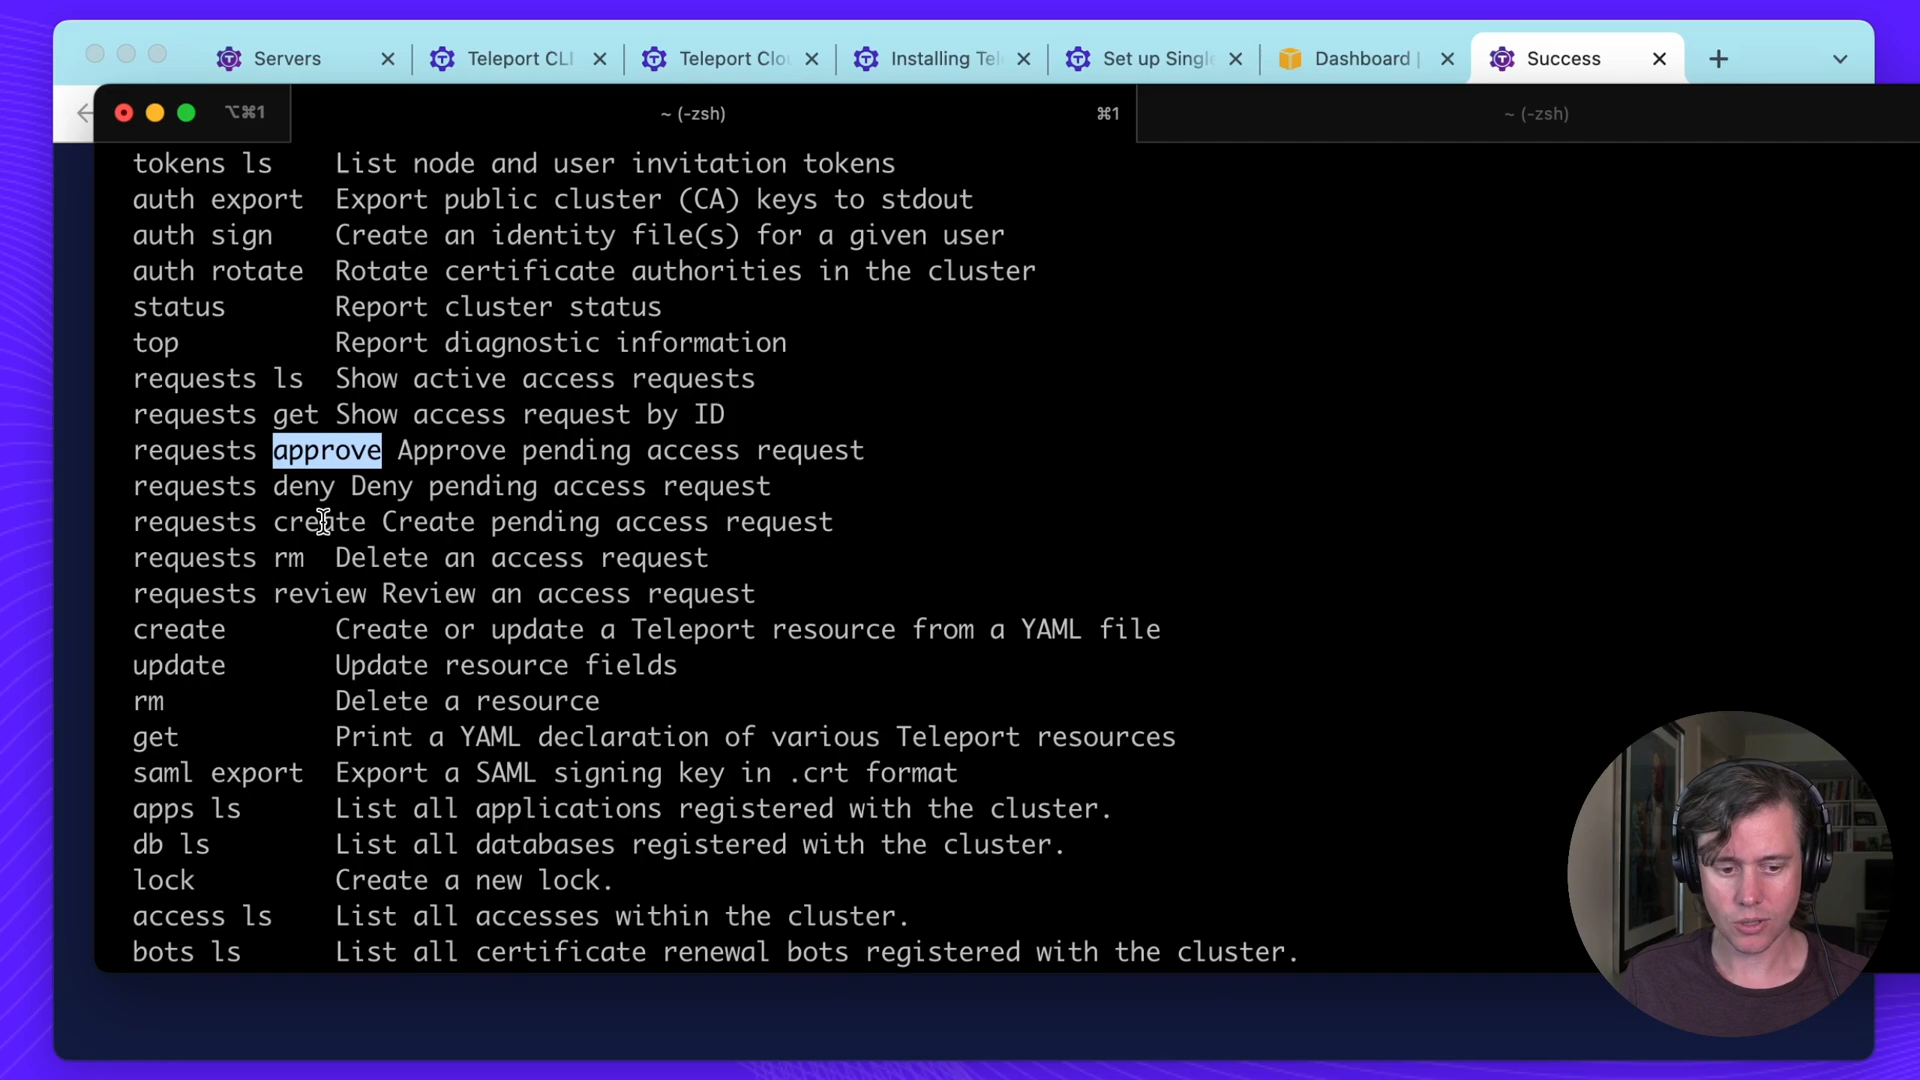 Servers
Teleport CLI
Teleport Clo
Installing Tel
Set up Singl
Dashboard |
Success
⌥⌘1
~ (-zsh)
⌘1
~ (-zsh)
tokens ls List node and user invitation tokens
auth export Export public cluster (CA) keys to stdout
auth sign Create an identity file(s) for a given user
auth rotate Rotate certificate authorities in the cluster
status Report cluster status
top Report diagnostic information
requests ls Show active access requests
requests get Show access request by ID
requests approve Approve pending access request
requests deny Deny pending access request
requests create Create pending access request
requests rm Delete an access request
requests review Review an access request
create Create or update a Teleport resource from a YAML file
update Update resource fields
rm Delete a resource
get Print a YAML declaration of various Teleport resources
saml export Export a SAML signing key in .crt format
apps ls List all applications registered with the cluster.
db ls List all databases registered with the cluster.
lock Create a new lock.
access ls List all accesses within the cluster.
bots ls List all certificate renewal bots registered with the cluster.